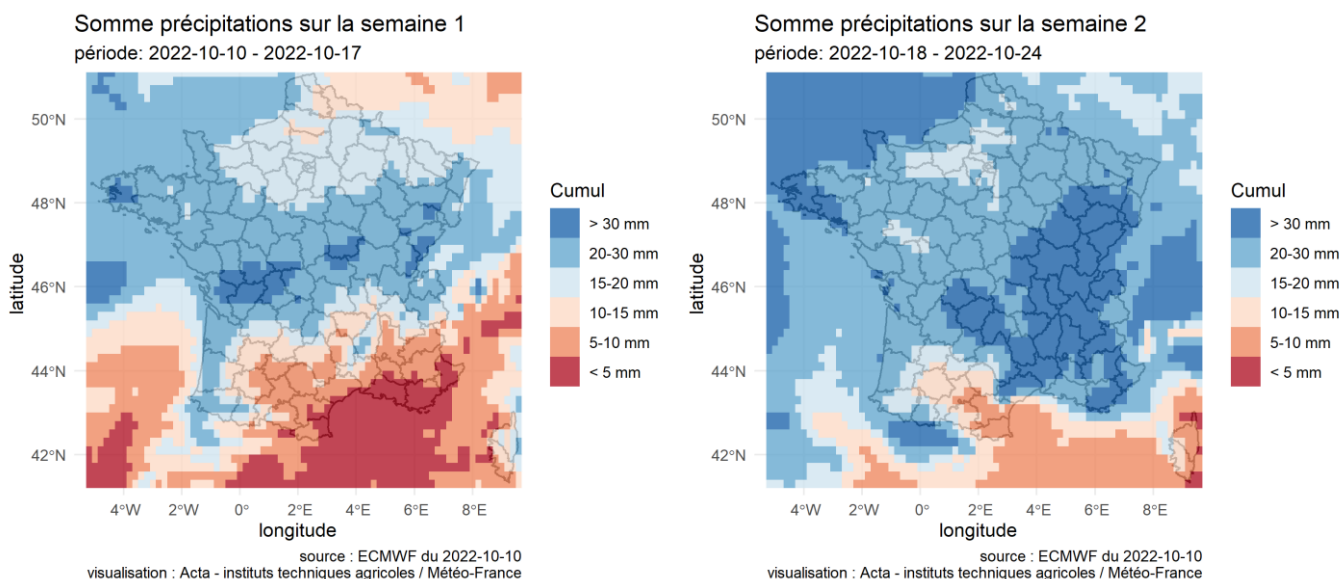 Somme précipitations sur la semaine 1
période: 2022-10-10 - 2022-10-17
50°N
48°N
46°N
44°N
42°N
latitude
4°W
2°W
0°
2°E
4°E
6°E
8°E
longitude
Cumul
> 30 mm
20-30 mm
15-20 mm
10-15 mm
5-10 mm
< 5 mm
source : ECMWF du 2022-10-10
visualisation : Acta - instituts techniques agricoles / Météo-France
Somme précipitations sur la semaine 2
période: 2022-10-18 - 2022-10-24
50°N
48°N
46°N
44°N
42°N
latitude
4°W
2°W
0°
2°E
4°E
6°E
8°E
longitude
Cumul
> 30 mm
20-30 mm
15-20 mm
10-15 mm
5-10 mm
< 5 mm
source : ECMWF du 2022-10-10
visualisation : Acta - instituts techniques agricoles / Météo-France